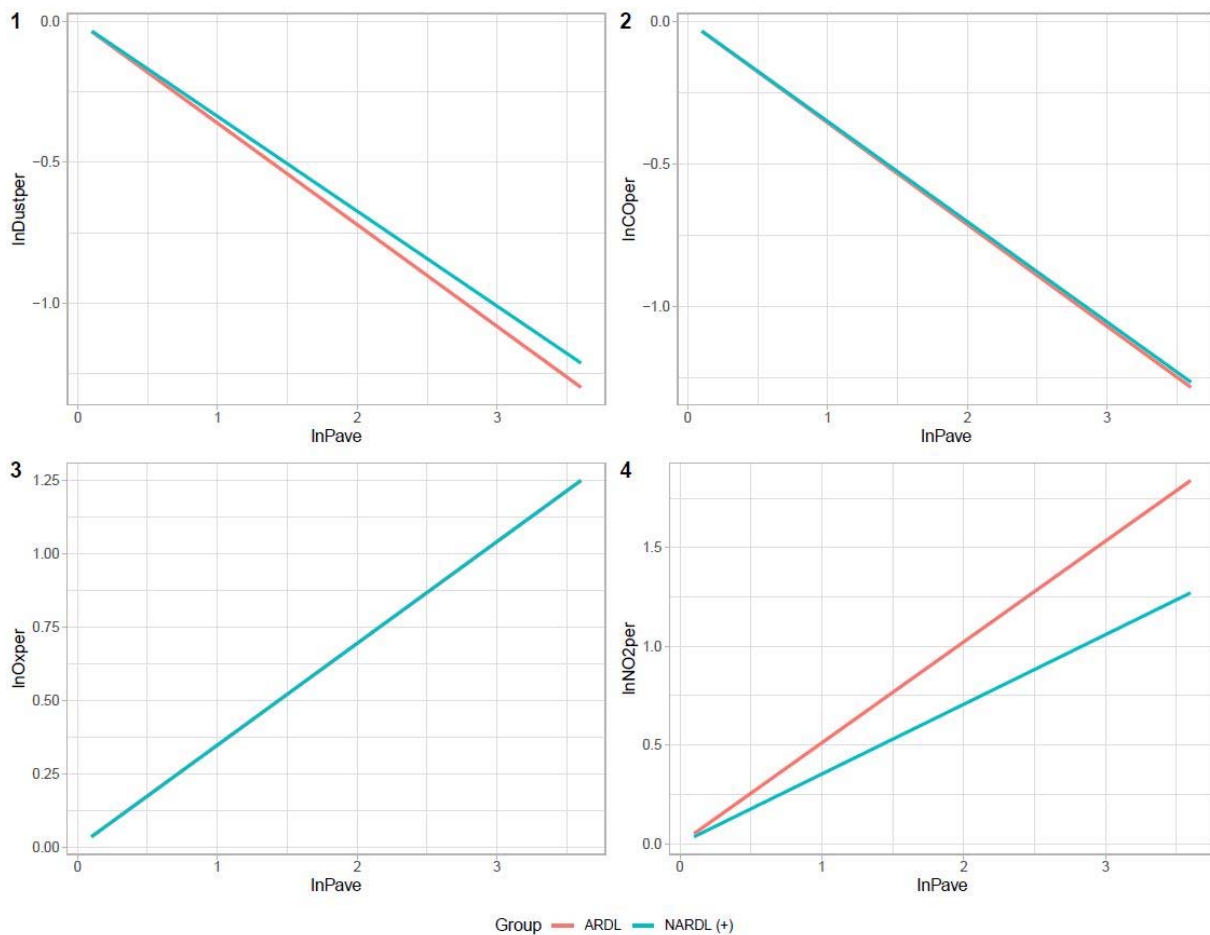 1
0.0
−0.5
−1.0
lnDustper
0 1 2 3
lnPave
2
0.0
−0.5
−1.0
lnCOper
0 1 2 3
lnPave
3
1.25
1.00
0.75
0.50
0.25
0.00
lnOxper
0 1 2 3
lnPave
4
1.5
1.0
0.5
0.0
lnNO2per
0 1 2 3
lnPave
Group ARDL NARDL (+)